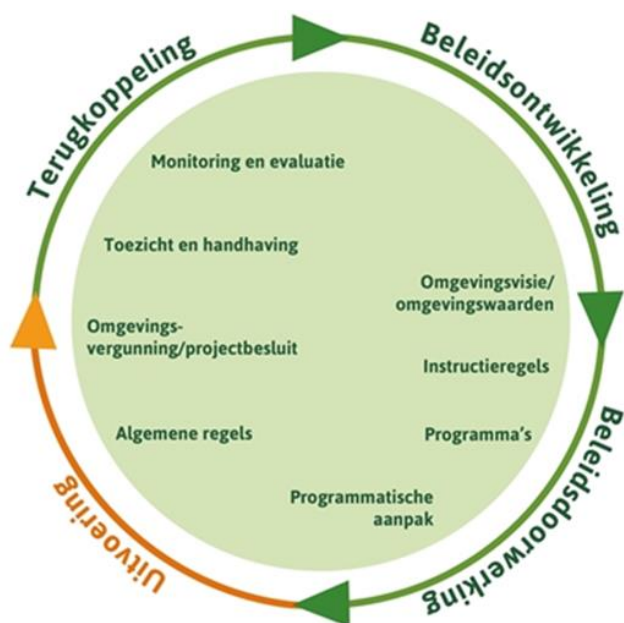 Terugkoppeling
Beleidsontwikkeling
Monitoring en evaluatie
Toezicht en handhaving
Omgevingsvisie/
omgevingswaarden
Omgevings-
vergunning/projectbesluit
Instructieregels
Algemene regels
Programma's
Programmatische
aanpak
Uitvoering
Beleidsdoorwerking